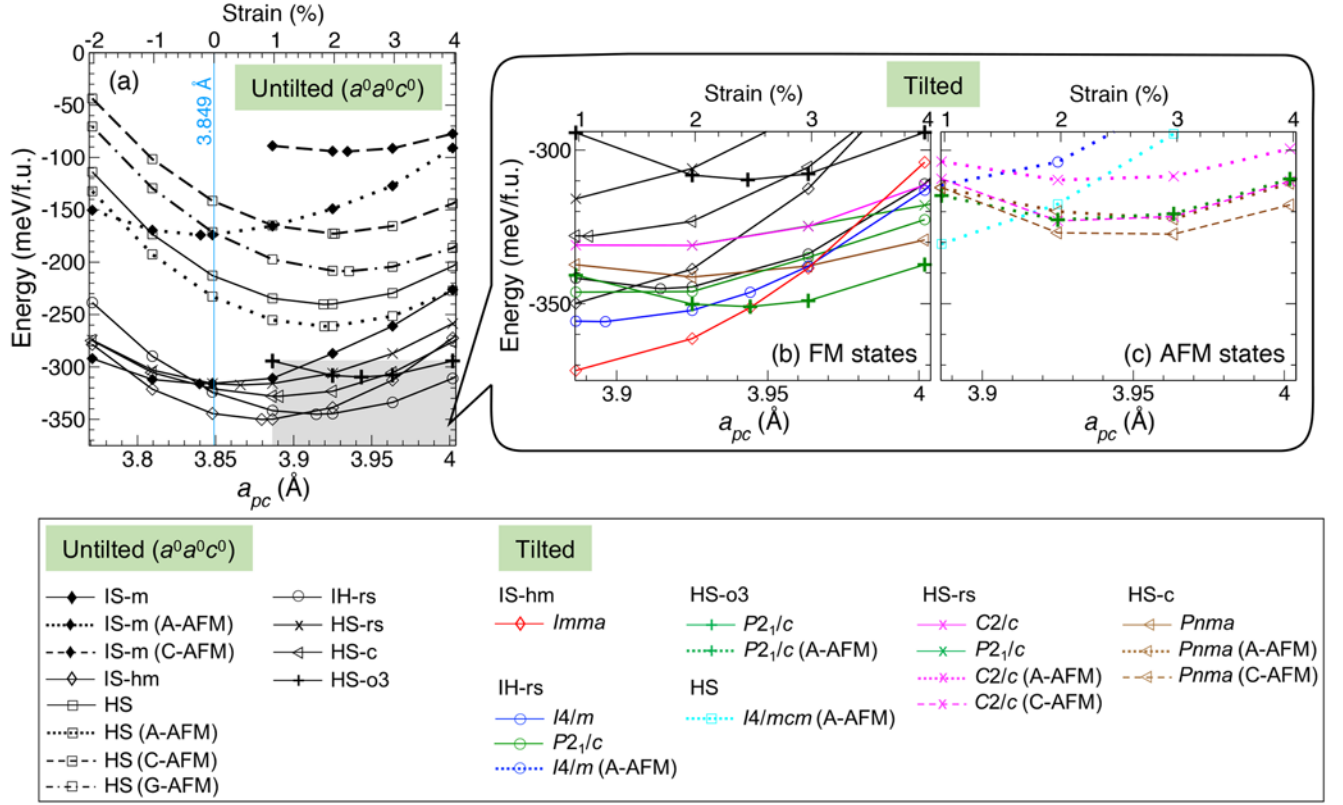 Strain (%)
-2 -1 0 1 2 3 4
0
-50
-100
-150
-200
-250
-300
-350
Energy (meV/f.u.)
(a)
3.849 Å
Untilted (a⁰a⁰c⁰)
3.8 3.85 3.9 3.95 4
a_pc (Å)
Tilted
Strain (%)
1 2 3 4
-300
-350
Energy (meV/f.u.)
(b) FM states
3.9 3.95 4
a_pc (Å)
Strain (%)
1 2 3 4
(c) AFM states
3.9 3.95 4
a_pc (Å)
Untilted (a⁰a⁰c⁰)
IS-m
IS-m (A-AFM)
IS-m (C-AFM)
IS-hm
HS
HS (A-AFM)
HS (C-AFM)
HS (G-AFM)
IH-rs
HS-rs
HS-c
HS-o3
Tilted
IS-hm
Imma
IH-rs
I4/m
P2₁/c
I4/m (A-AFM)
HS-o3
P2₁/c
P2₁/c (A-AFM)
HS
I4/mcm (A-AFM)
HS-rs
C2/c
P2₁/c
C2/c (A-AFM)
C2/c (C-AFM)
HS-c
Pnma
Pnma (A-AFM)
Pnma (C-AFM)